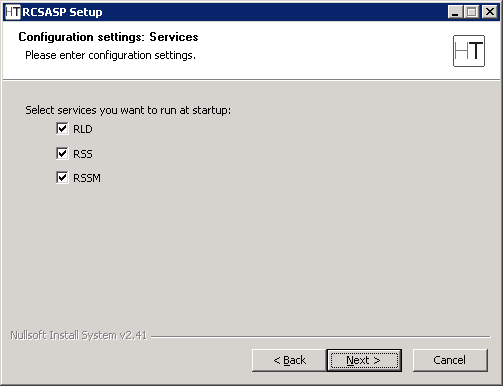 HT RCSASP Setup
Configuration settings: Services
Please enter configuration settings.
HT
Select services you want to run at startup:
RLD
RSS
RSSM
Nullsoft Install System v2.41
< Back Next > Cancel